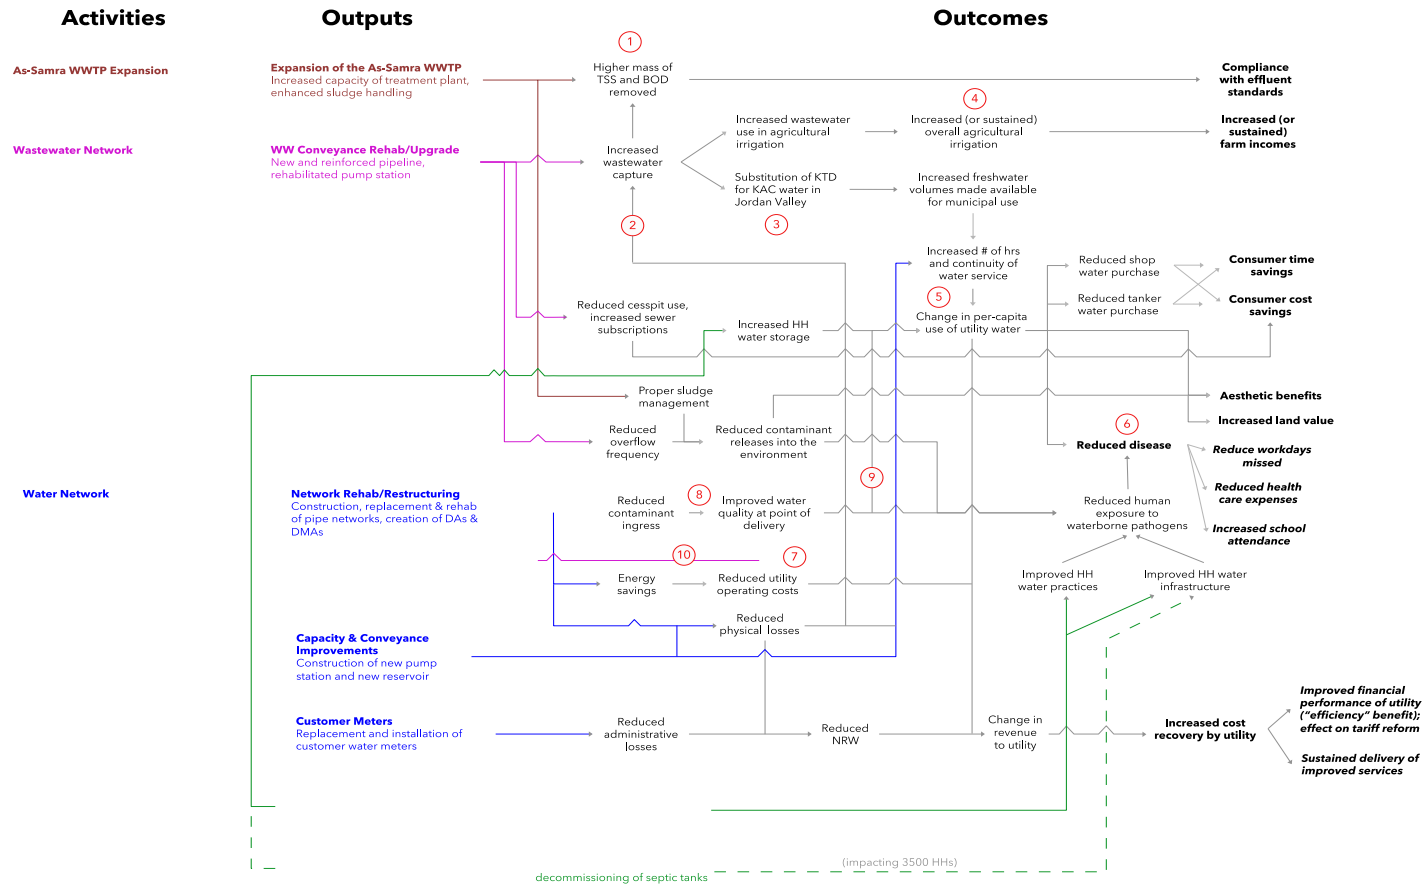 Activities
Outputs
Outcomes
1
As-Samra WWTP Expansion
Expansion of the As-Samra WWTP
Increased capacity of treatment plant,
enhanced sludge handling
Higher mass of
TSS and BOD
removed
Compliance
with effluent
standards
4
Wastewater Network
WW Conveyance Rehab/Upgrade
New and reinforced pipeline,
rehabilitated pump station
Increased
wastewater
capture
Increased wastewater
use in agricultural
irrigation
Increased (or sustained)
overall agricultural
irrigation
Increased (or
sustained)
farm incomes
Substitution of KTD
for KAC water in
Jordan Valley
Increased freshwater
volumes made available
for municipal use
2
3
Increased # of hrs
and continuity of
water service
Reduced shop
water purchase
Consumer time
savings
5
Reduced cesspit use,
increased sewer
subscriptions
Increased HH
water storage
Change in per-capita
use of utility water
Reduced tanker
water purchase
Consumer cost
savings
Proper sludge
management
Aesthetic benefits
Reduced
overflow
frequency
Reduced contaminant
releases into the
environment
6
Increased land value
Reduced disease
Reduce workdays
missed
9
Water Network
Network Rehab/Restructuring
Construction, replacement & rehab
of pipe networks, creation of DAs &
DMAs
Reduced
contaminant
ingress
8
Improved water
quality at point of
delivery
Reduced human
exposure to
waterborne pathogens
Reduced health
care expenses
Increased school
attendance
10
7
Energy
savings
Reduced utility
operating costs
Improved HH
water practices
Improved HH water
infrastructure
Reduced
physical losses
Capacity & Conveyance
Improvements
Construction of new pump
station and new reservoir
Customer Meters
Replacement and installation of
customer water meters
Reduced
administrative
losses
Reduced
NRW
Change in
revenue
to utility
Increased cost
recovery by utility
Improved financial
performance of utility
("efficiency" benefit);
effect on tariff reform
Sustained delivery of
improved services
(impacting 3500 HHs)
decommissioning of septic tanks